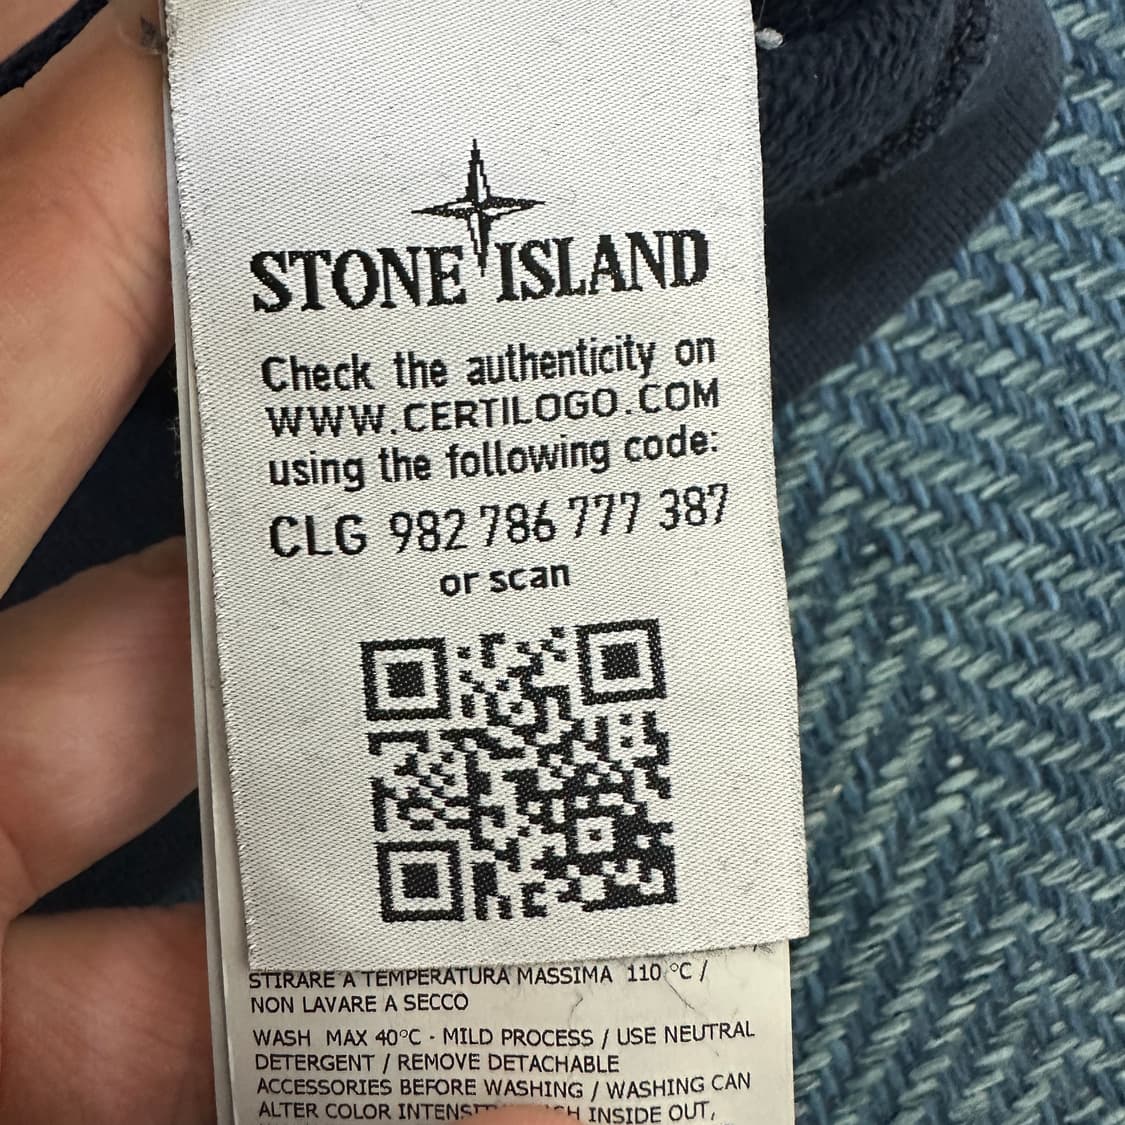 STONE ISLAND
Check the authenticity on
WWW.CERTILOGO.COM
using the following code:
CLG 982 786 777 387
or scan
STIRARE A TEMPERATURA MASSIMA 110 °C /
NON LAVARE A SECCO
WASH MAX 40°C - MILD PROCESS / USE NEUTRAL
DETERGENT / REMOVE DETACHABLE
ACCESSORIES BEFORE WASHING / WASHING CAN
ALTER COLOR INSIDE OUT,